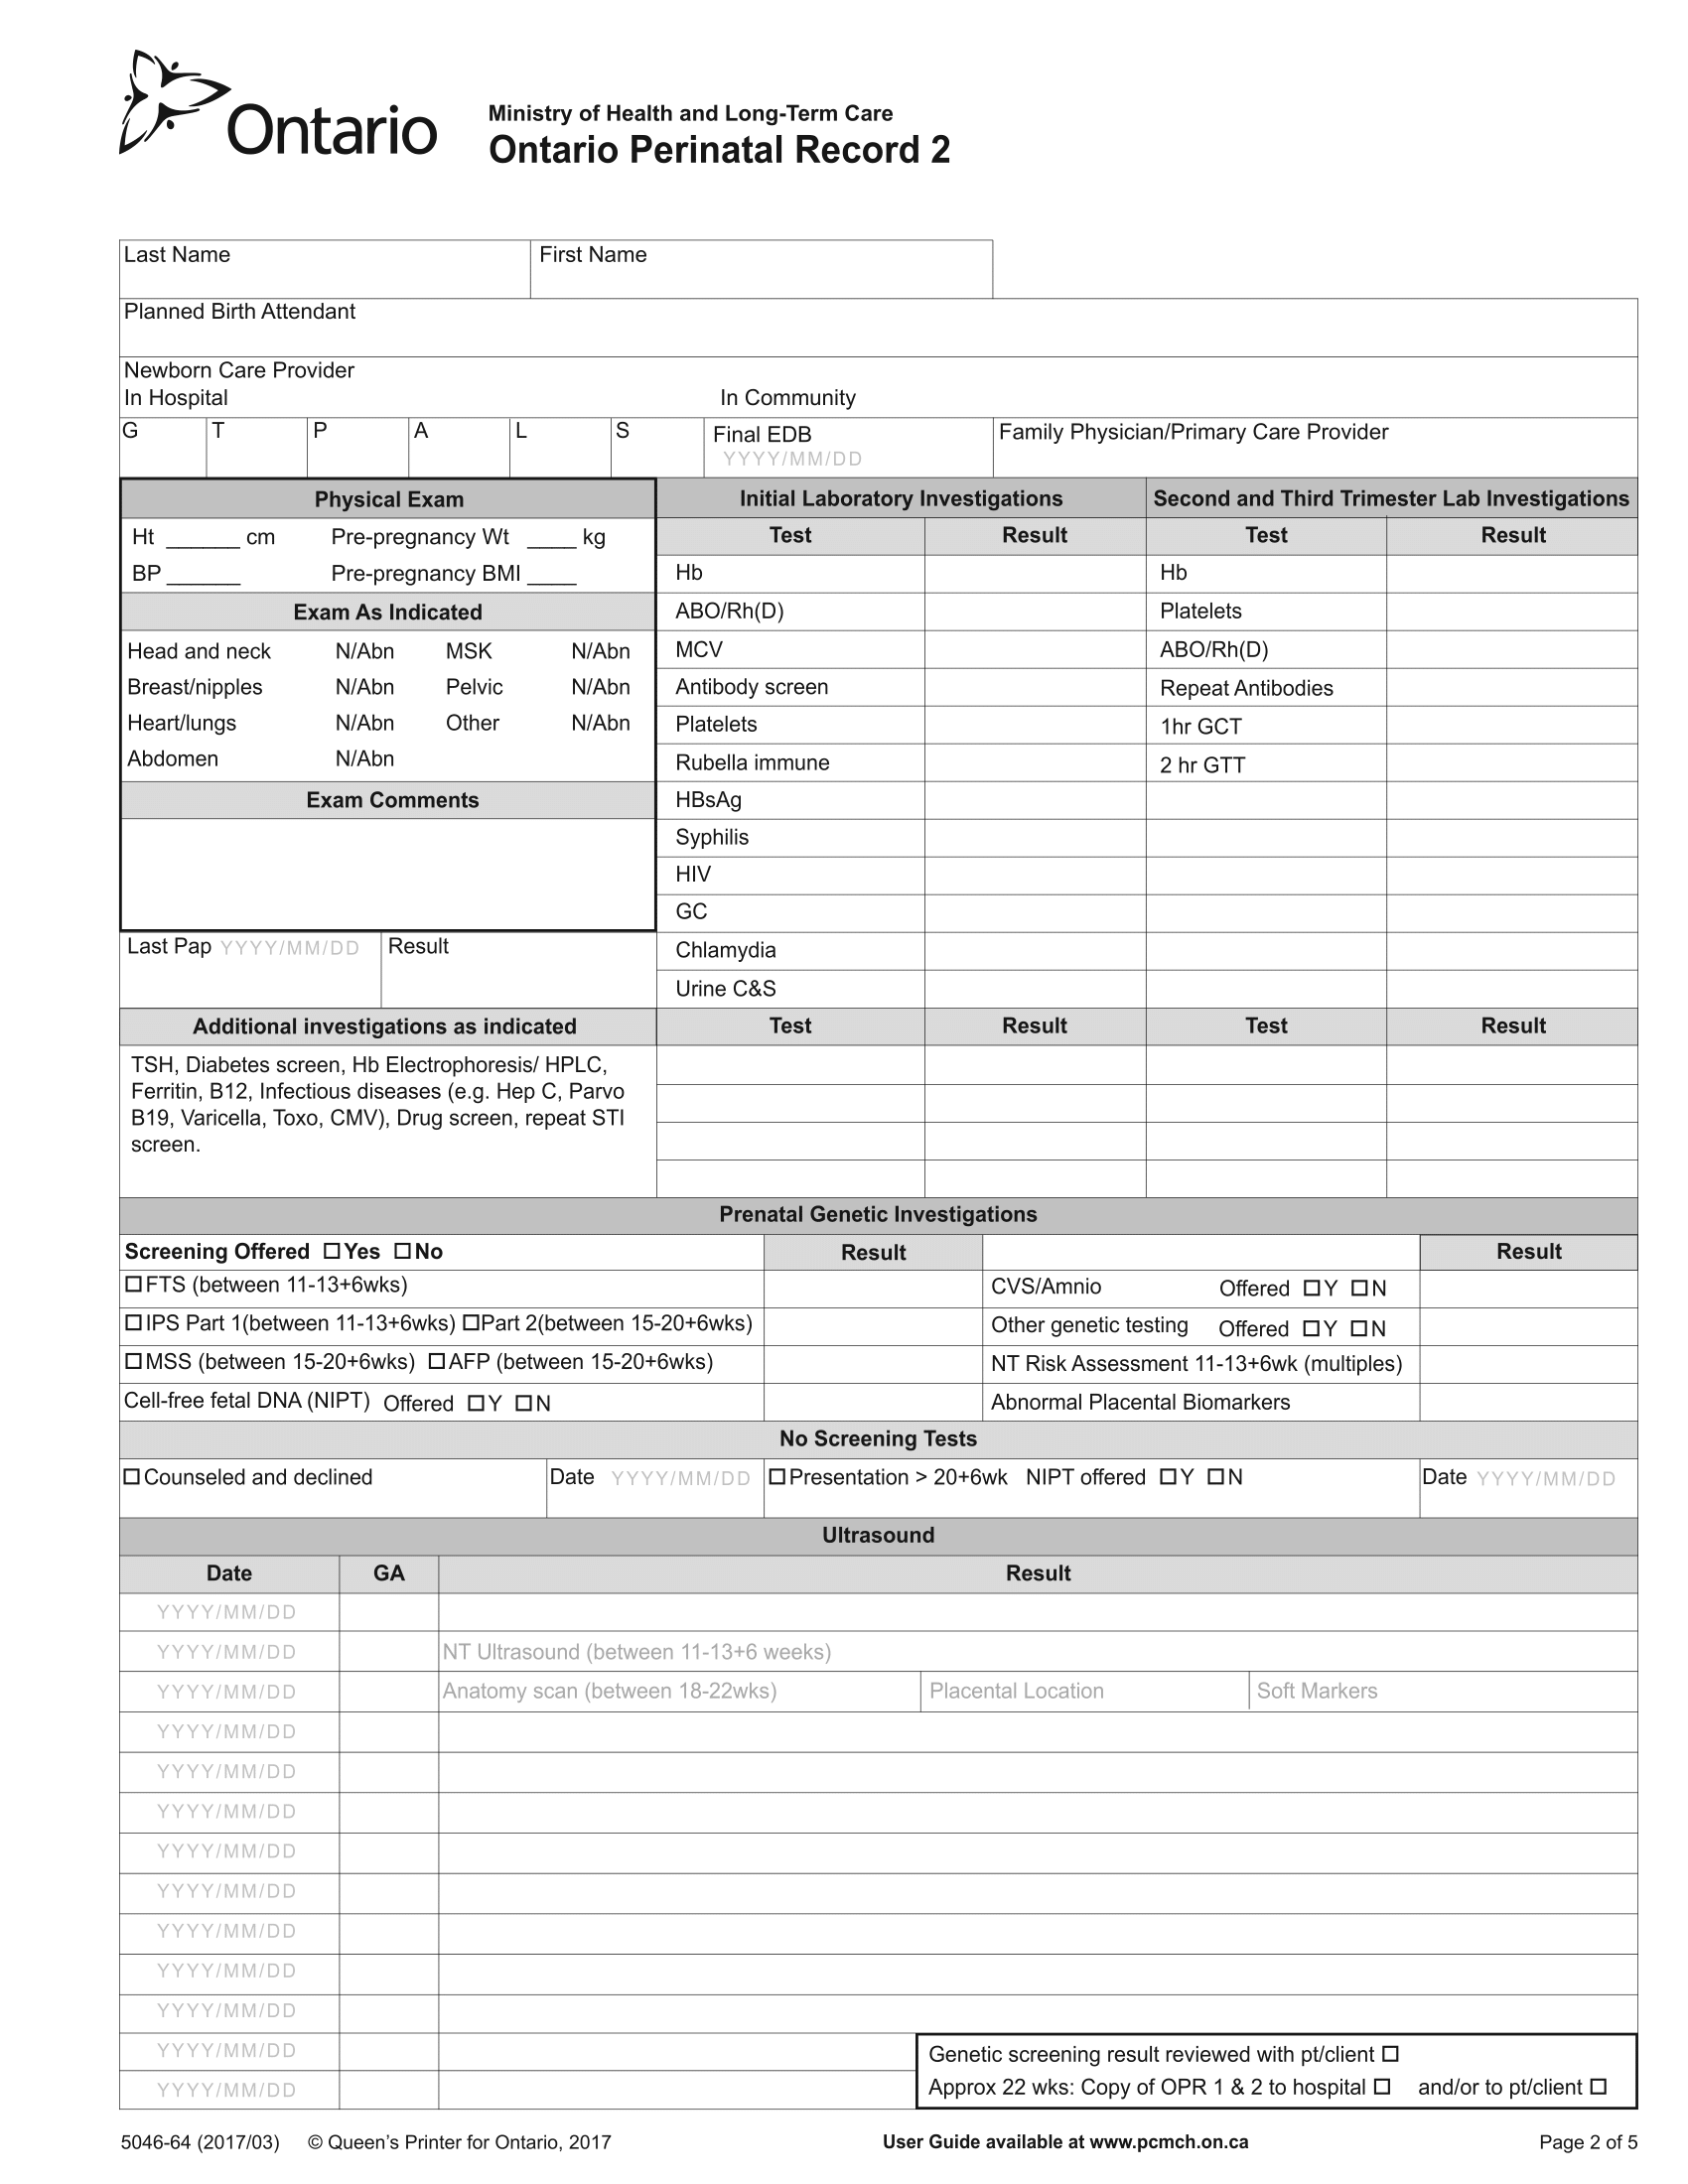 Ontario
Ministry of Health and Long-Term Care
Ontario Perinatal Record 2
Last Name First Name
Planned Birth Attendant
Newborn Care Provider
In Hospital In Community
G T P A L S Final EDB YYYY/MM/DD Family Physician/Primary Care Provider
Physical Exam
Ht ______ cm Pre-pregnancy Wt ____ kg
BP ______ Pre-pregnancy BMI ____
Exam As Indicated
Head and neck N/Abn MSK N/Abn
Breast/nipples N/Abn Pelvic N/Abn
Heart/lungs N/Abn Other N/Abn
Abdomen N/Abn
Exam Comments
Last Pap YYYY/MM/DD Result
Initial Laboratory Investigations
Test Result
Hb
ABO/Rh(D)
MCV
Antibody screen
Platelets
Rubella immune
HBsAg
Syphilis
HIV
GC
Chlamydia
Urine C&S
Second and Third Trimester Lab Investigations
Test Result
Hb
Platelets
ABO/Rh(D)
Repeat Antibodies
1hr GCT
2 hr GTT
Additional investigations as indicated
TSH, Diabetes screen, Hb Electrophoresis/ HPLC,
Ferritin, B12, Infectious diseases (e.g. Hep C, Parvo
B19, Varicella, Toxo, CMV), Drug screen, repeat STI
screen.
Test Result Test Result
Prenatal Genetic Investigations
Screening Offered ☐ Yes ☐ No Result Result
☐ FTS (between 11-13+6wks) CVS/Amnio Offered ☐ Y ☐ N
☐ IPS Part 1(between 11-13+6wks) ☐ Part 2(between 15-20+6wks) Other genetic testing Offered ☐ Y ☐ N
☐ MSS (between 15-20+6wks) ☐ AFP (between 15-20+6wks) NT Risk Assessment 11-13+6wk (multiples)
Cell-free fetal DNA (NIPT) Offered ☐ Y ☐ N Abnormal Placental Biomarkers
No Screening Tests
☐ Counseled and declined Date YYYY/MM/DD ☐ Presentation > 20+6wk NIPT offered ☐ Y ☐ N Date YYYY/MM/DD
Ultrasound
Date GA Result
YYYY/MM/DD
YYYY/MM/DD NT Ultrasound (between 11-13+6 weeks)
YYYY/MM/DD Anatomy scan (between 18-22wks) Placental Location Soft Markers
YYYY/MM/DD
YYYY/MM/DD
YYYY/MM/DD
YYYY/MM/DD
YYYY/MM/DD
YYYY/MM/DD
YYYY/MM/DD
YYYY/MM/DD
YYYY/MM/DD Genetic screening result reviewed with pt/client ☐
YYYY/MM/DD Approx 22 wks: Copy of OPR 1 & 2 to hospital ☐ and/or to pt/client ☐
5046-64 (2017/03) © Queen's Printer for Ontario, 2017 User Guide available at www.pcmch.on.ca Page 2 of 5